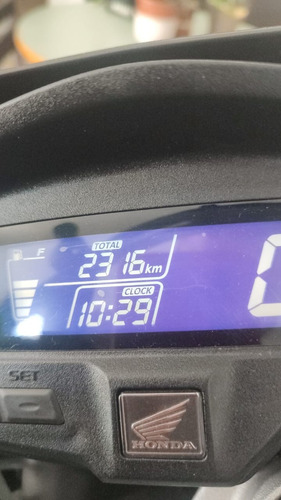 F TOTAL
2316km
CLOCK
10:29
SET
HONDA